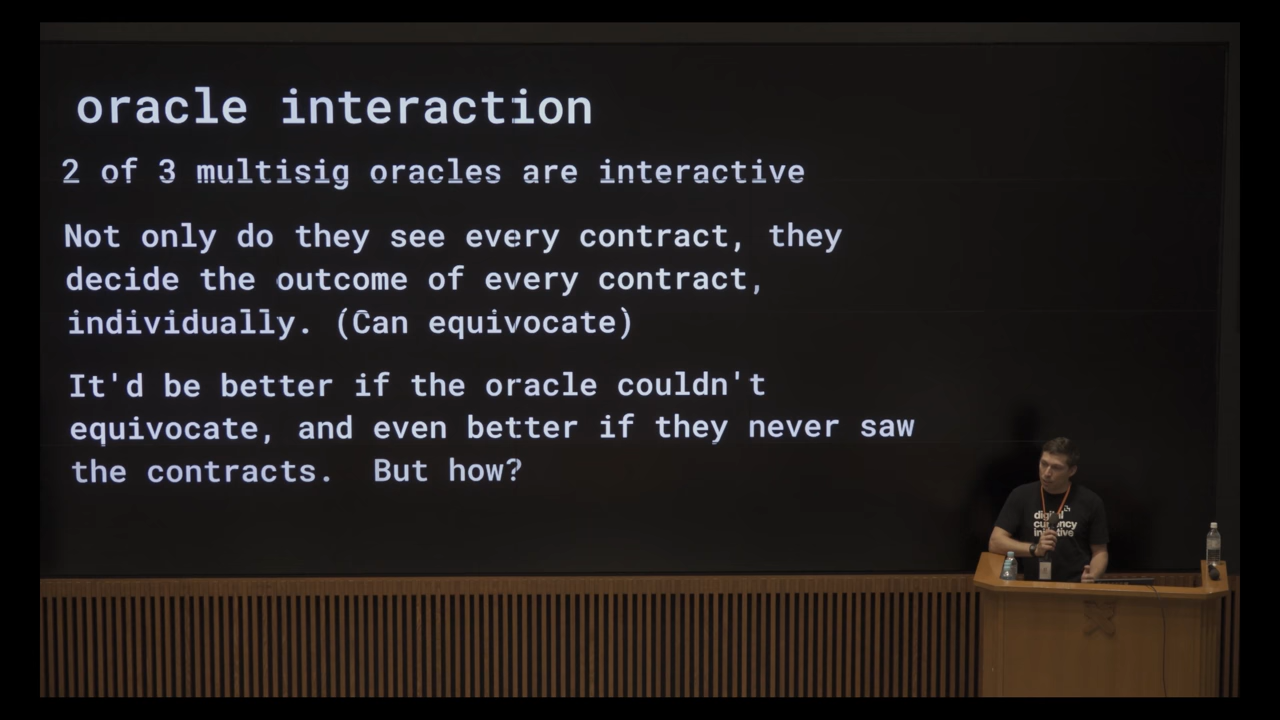 oracle interaction
2 of 3 multisig oracles are interactive
Not only do they see every contract, they
decide the outcome of every contract,
individually. (Can equivocate)
It'd be better if the oracle couldn't
equivocate, and even better if they never saw
the contracts. But how?
digital
currency
initiative